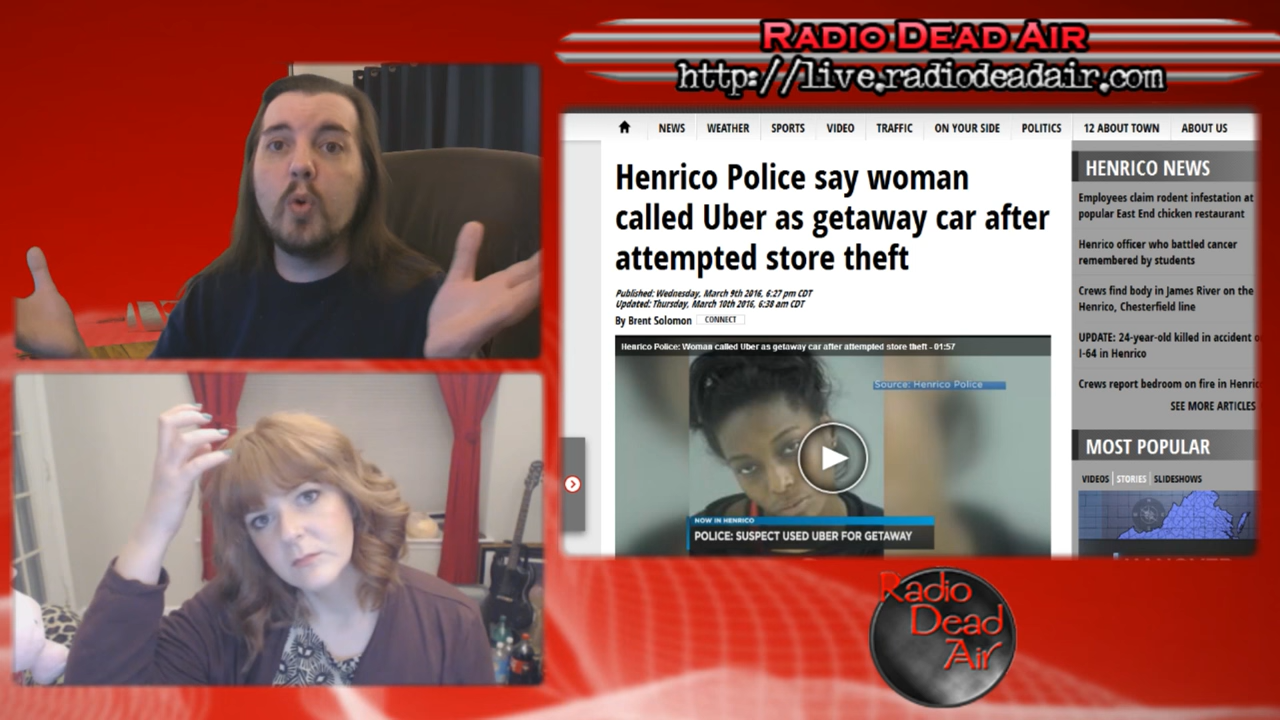 RADIO DEAD AIR
http://live.radiodeadair.com
NEWS WEATHER SPORTS VIDEO TRAFFIC ON YOUR SIDE POLITICS 12 ABOUT TOWN ABOUT US
Henrico Police say woman
called Uber as getaway car after
attempted store theft
Published: Wednesday, March 9th 2016, 6:27 pm CDT
Updated: Thursday, March 10th 2016, 6:38 am CDT
By Brent Solomon CONNECT
Henrico Police: Woman called Uber as getaway car after attempted store theft - 01:57
Source: Henrico Police
NOW IN HENRICO
POLICE: SUSPECT USED UBER FOR GETAWAY
HENRICO NEWS
Employees claim rodent infestation at
popular East End chicken restaurant
Henrico officer who battled cancer
remembered by students
Crews find body in James River on the
Henrico, Chesterfield line
UPDATE: 24-year-old killed in accident
I-64 in Henrico
Crews report bedroom on fire in Henric
SEE MORE ARTICLES
MOST POPULAR
VIDEOS STORIES SLIDESHOWS
Radio
Dead
Air